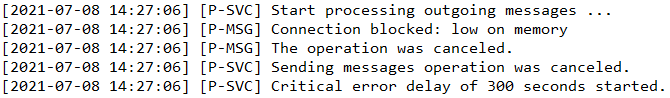 [2021-07-08 14:27:06] [P-SVC] Start processing outgoing messages ...
[2021-07-08 14:27:06] [P-MSG] Connection blocked: low on memory
[2021-07-08 14:27:06] [P-MSG] The operation was canceled.
[2021-07-08 14:27:06] [P-SVC] Sending messages operation was canceled.
[2021-07-08 14:27:06] [P-SVC] Critical error delay of 300 seconds started.